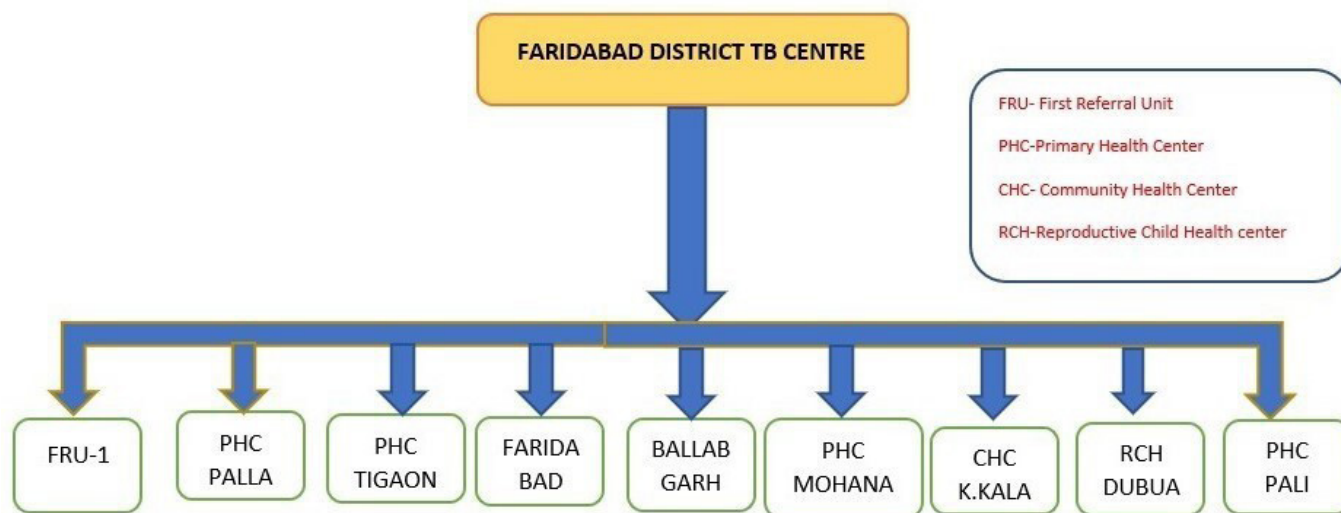 FARIDABAD DISTRICT TB CENTRE
FRU- First Referral Unit
PHC-Primary Health Center
CHC- Community Health Center
RCH-Reproductive Child Health center
FRU-1
PHC
PALLA
PHC
TIGAON
FARIDA
BAD
BALLAB
GARH
PHC
MOHANA
CHC
K.KALA
RCH
DUBUA
PHC
PALI